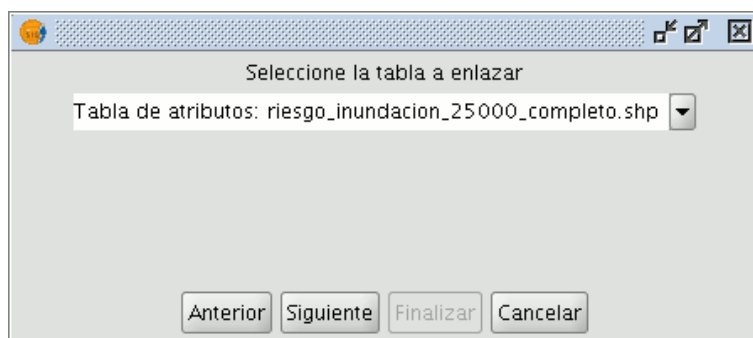 Seleccione la tabla a enlazar
Tabla de atributos: riesgo_inundacion_25000_completo.shp
Anterior Siguiente Finalizar Cancelar